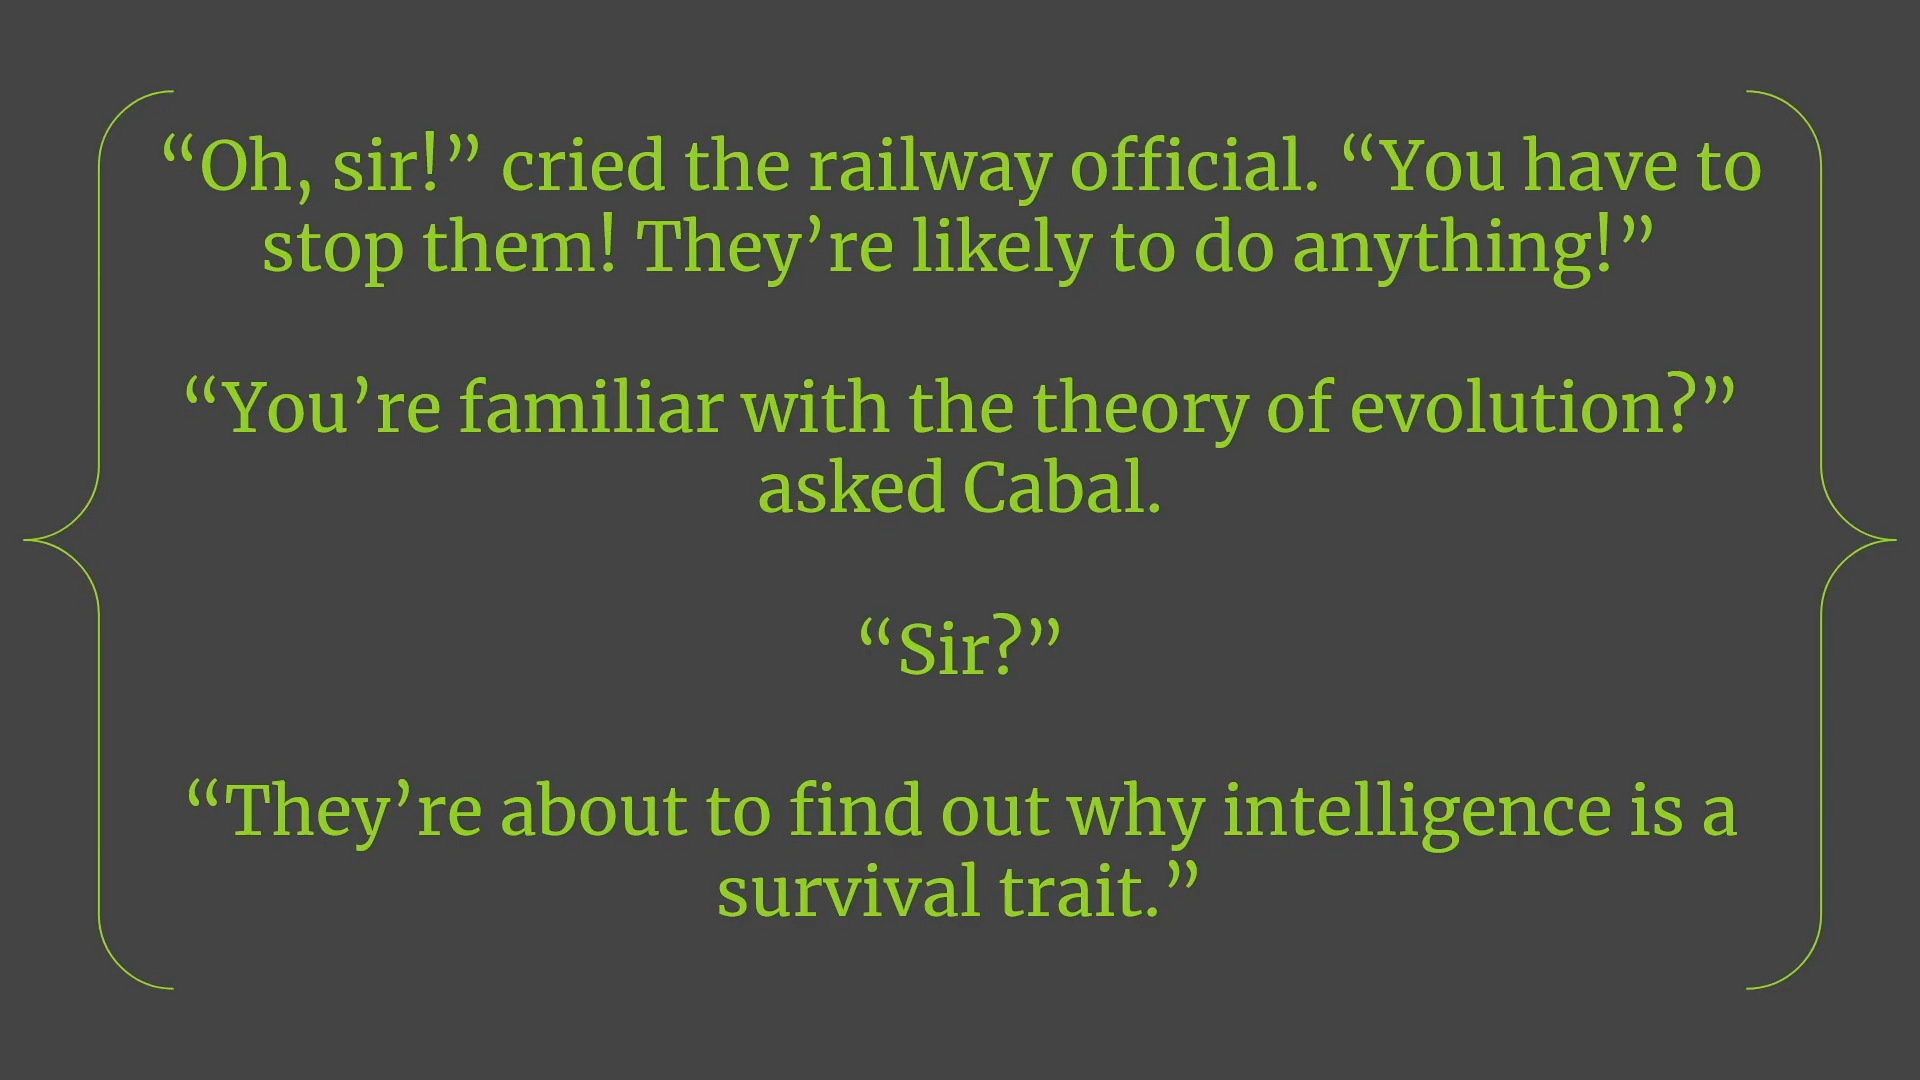 “Oh, sir!” cried the railway official. “You have to
stop them! They’re likely to do anything!”
“You’re familiar with the theory of evolution?”
asked Cabal.
“Sir?”
“They’re about to find out why intelligence is a
survival trait.”